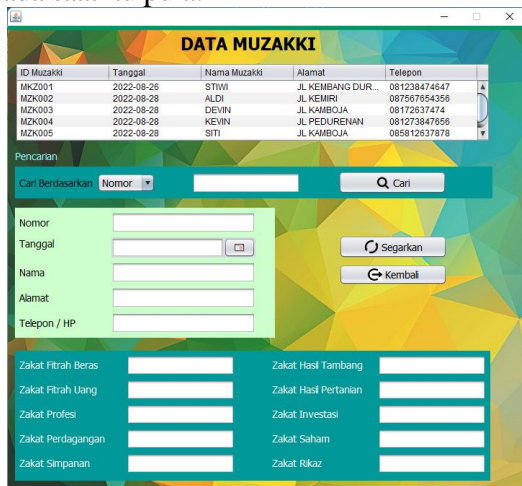 DATA MUZAKKI
ID Muzakki Tanggal Nama Muzakki Alamat Telepon
MKZ001 2022-08-26 STIWI JL KEMBANG DUR... 081238474647
MZK002 2022-08-28 ALDI JL KEMIRI 087567654356
MZK003 2022-08-28 DEVIN JL KAMBOJA 08172637474
MZK004 2022-08-28 KEVIN JL PEDURENAN 081273847656
MZK005 2022-08-28 SITI JL KAMBOJA 085812637878
Pencarian
Cari Berdasarkan Nomor Cari
Nomor
Tanggal Segarkan
Nama Kembali
Alamat
Telepon / HP
Zakat Fitrah Beras Zakat Hasil Tambang
Zakat Fitrah Uang Zakat Hasil Pertanian
Zakat Profesi Zakat Investasi
Zakat Perdagangan Zakat Saham
Zakat Simpanan Zakat Rikaz